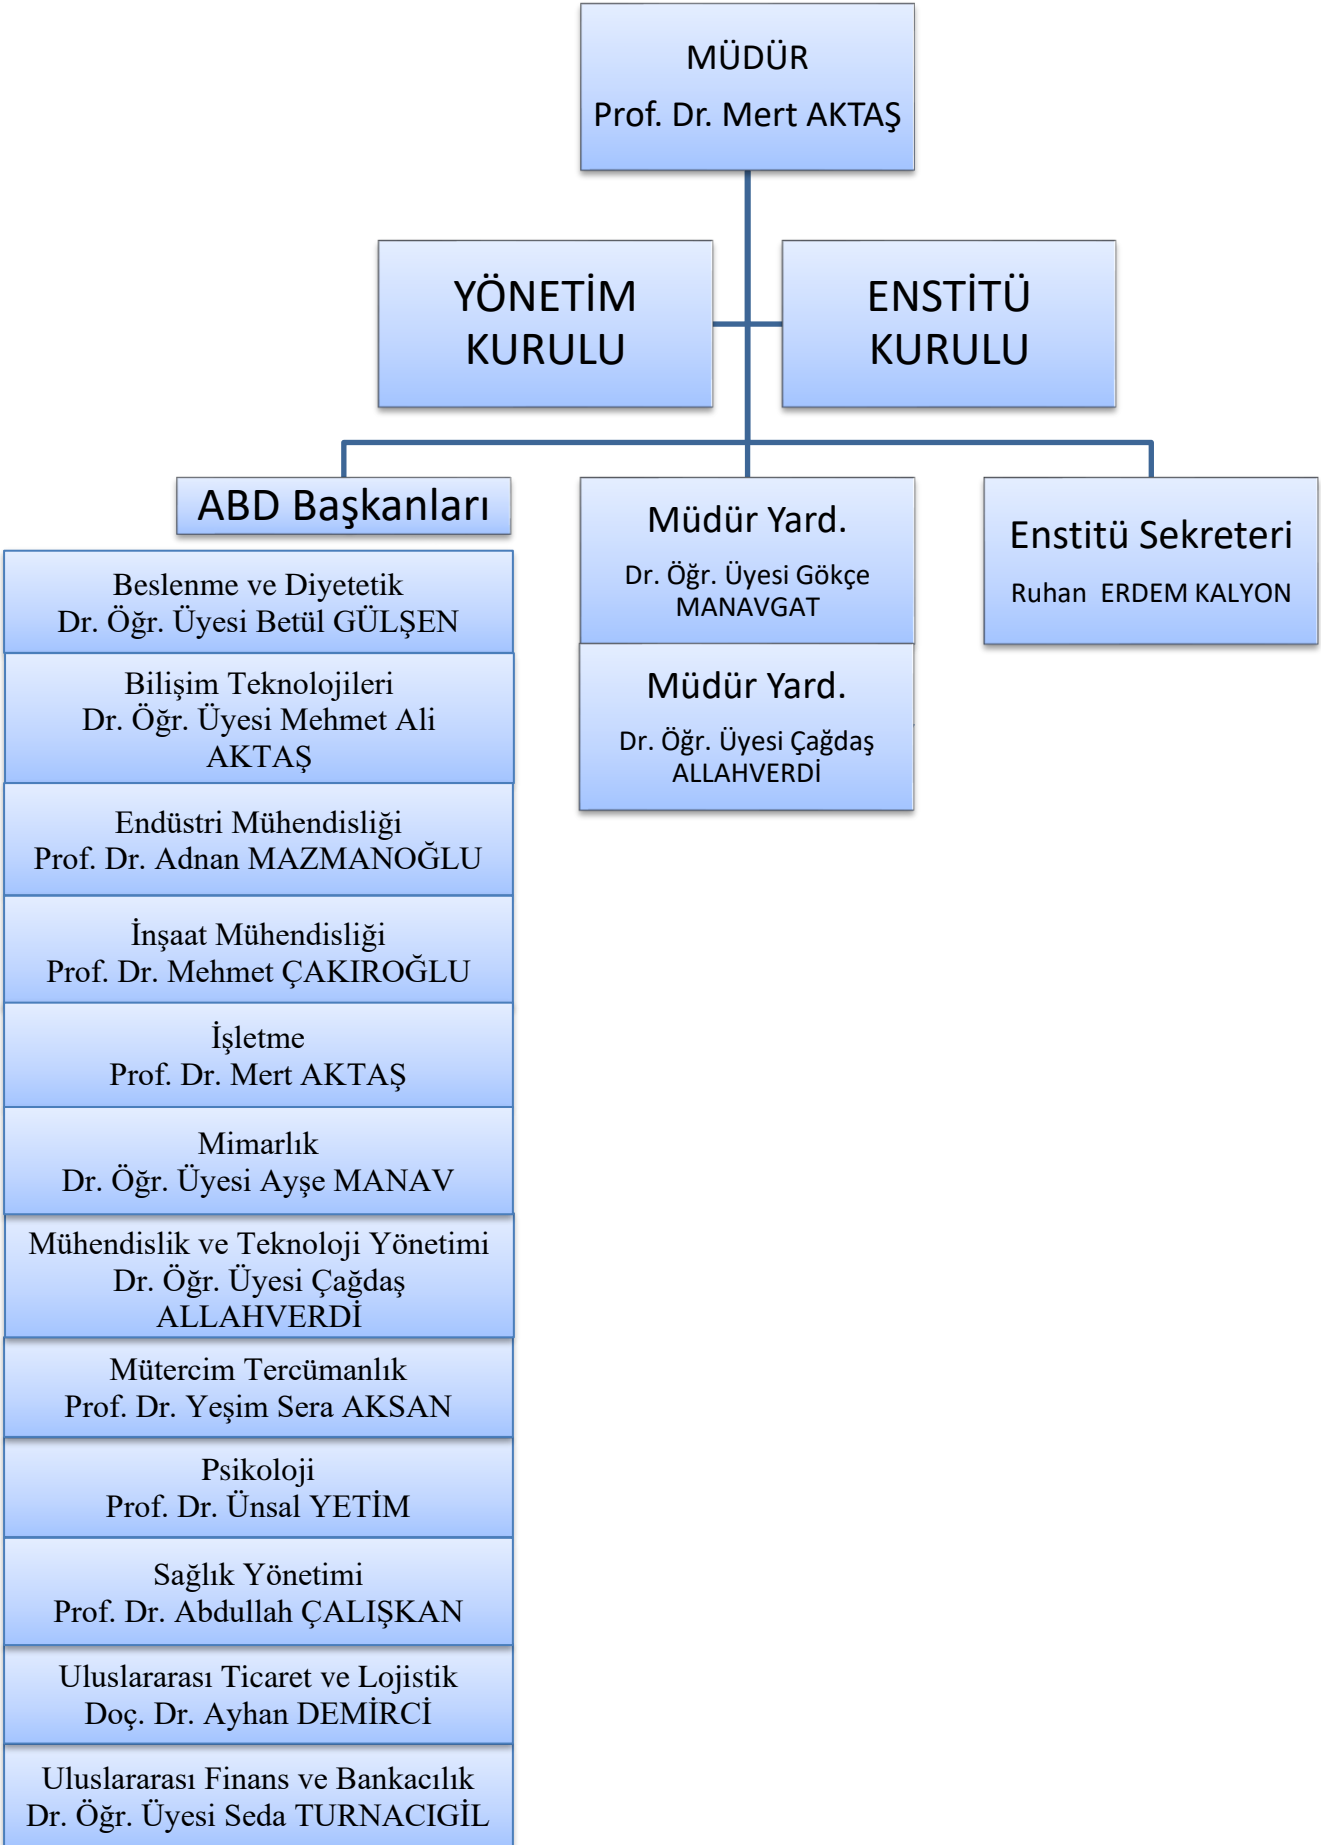 MÜDÜR
Prof. Dr. Mert AKTAŞ
YÖNETİM
KURULU
ENSTİTÜ
KURULU
ABD Başkanları
Beslenme ve Diyetetik
Dr. Öğr. Üyesi Betül GÜLŞEN
Bilişim Teknolojileri
Dr. Öğr. Üyesi Mehmet Ali
AKTAŞ
Endüstri Mühendisliği
Prof. Dr. Adnan MAZMANOĞLU
İnşaat Mühendisliği
Prof. Dr. Mehmet ÇAKIROĞLU
İşletme
Prof. Dr. Mert AKTAŞ
Mimarlık
Dr. Öğr. Üyesi Ayşe MANAV
Mühendislik ve Teknoloji Yönetimi
Dr. Öğr. Üyesi Çağdaş
ALLAHVERDİ
Mütercim Tercümanlık
Prof. Dr. Yeşim Sera AKSAN
Psikoloji
Prof. Dr. Ünsal YETİM
Sağlık Yönetimi
Prof. Dr. Abdullah ÇALIŞKAN
Uluslararası Ticaret ve Lojistik
Doç. Dr. Ayhan DEMİRCİ
Uluslararası Finans ve Bankacılık
Dr. Öğr. Üyesi Seda TURNACIGİL
Müdür Yard.
Dr. Öğr. Üyesi Gökçe
MANAVGAT
Müdür Yard.
Dr. Öğr. Üyesi Çağdaş
ALLAHVERDİ
Enstitü Sekreteri
Ruhan  ERDEM KALYON